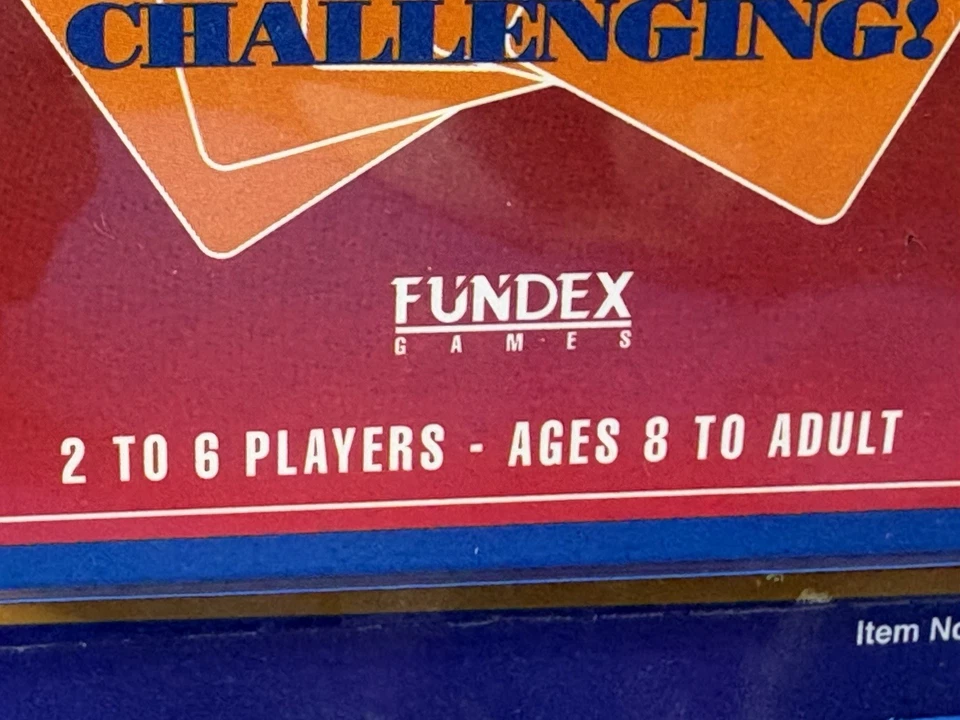 CHALLENGING!
FUNDEX
GAMES
2 TO 6 PLAYERS - AGES 8 TO ADULT
Item No